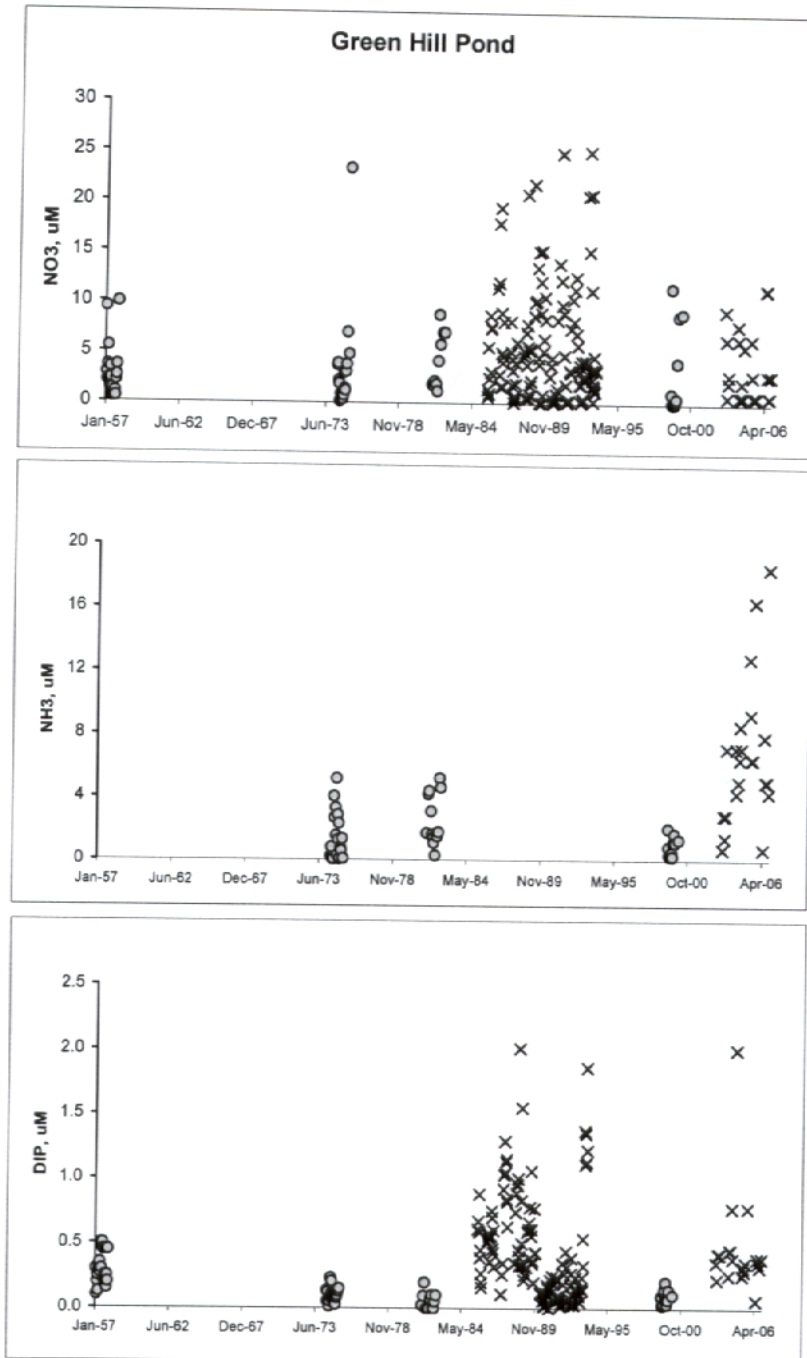 Green Hill Pond
30
25
20
15
10
5
0
NO3, uM
Jan-57 Jun-62 Dec-67 Jun-73 Nov-78 May-84 Nov-89 May-95 Oct-00 Apr-06
20
16
12
8
4
0
NH3, uM
Jan-57 Jun-62 Dec-67 Jun-73 Nov-78 May-84 Nov-89 May-95 Oct-00 Apr-06
2.5
2.0
1.5
1.0
0.5
0.0
DIP, uM
Jan-57 Jun-62 Dec-67 Jun-73 Nov-78 May-84 Nov-89 May-95 Oct-00 Apr-06